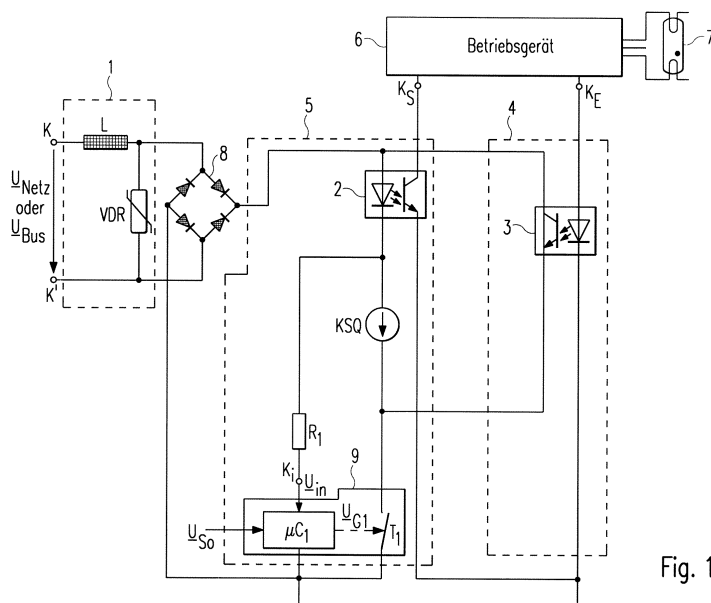 6
Betriebsgerät
7
K_S
K_E
1
5
4
K
L
8
2
U_Netz
oder
U_Bus
VDR
3
K'
KSQ
R_1
9
K_i
U_in
U_So
µC_1
U_G1
T_1
Fig. 1